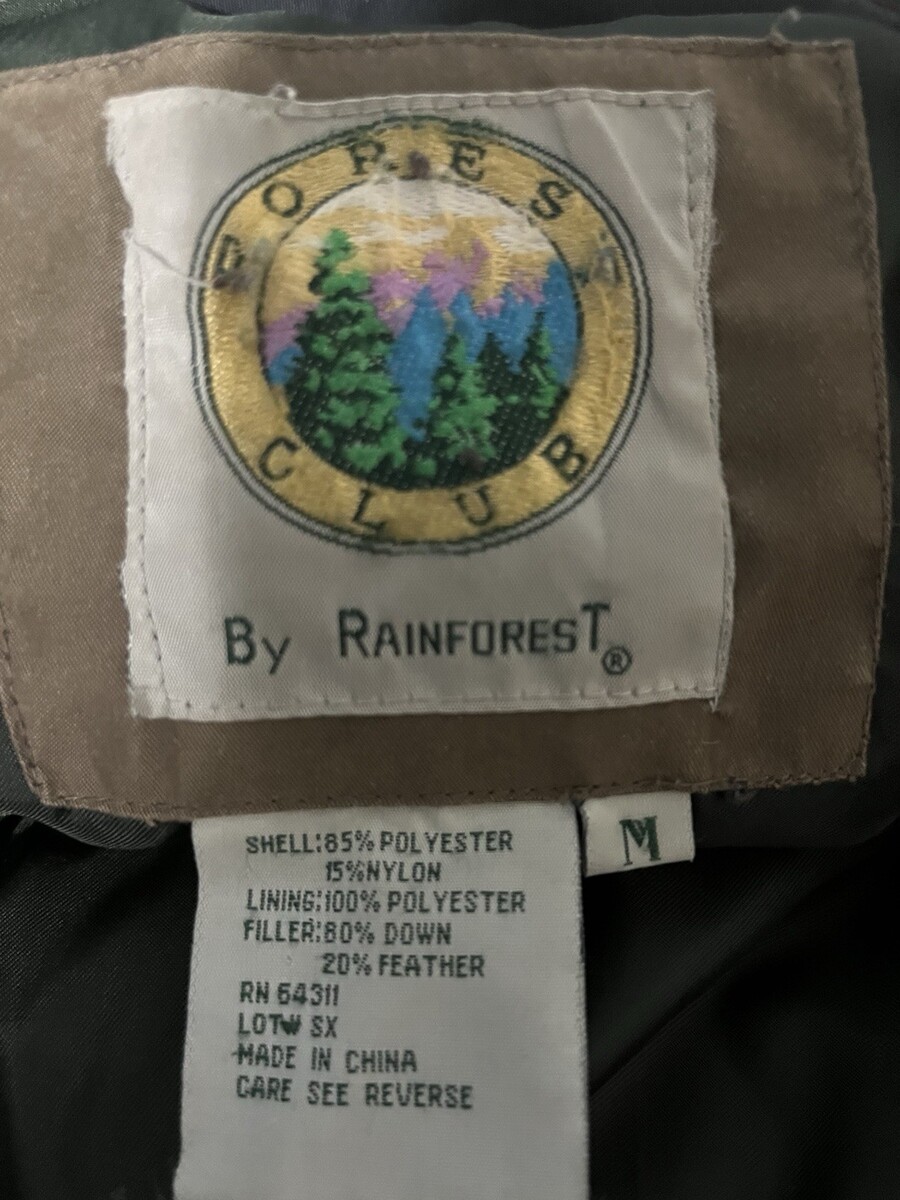 FOREST
CLUB
By RAINFOREST®
M
SHELL:85% POLYESTER
15%NYLON
LINING:100% POLYESTER
FILLER:80% DOWN
20% FEATHER
RN 64311
LOT# SX
MADE IN CHINA
CARE SEE REVERSE